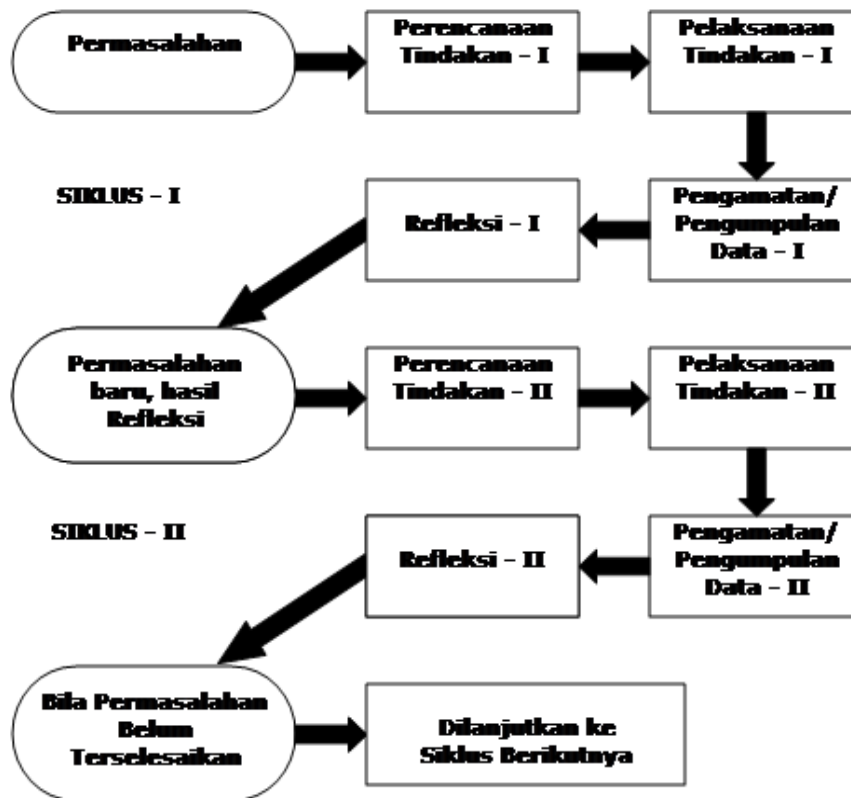 Permasalahan
Perencanaan
Tindakan - I
Pelaksanaan
Tindakan - I
SIKLUS - I
Refleksi - I
Pengamatan/
Pengumpulan
Data - I
Permasalahan
baru, hasil
Refleksi
Perencanaan
Tindakan - II
Pelaksanaan
Tindakan - II
SIKLUS - II
Refleksi - II
Pengamatan/
Pengumpulan
Data - II
Bila Permasalahan
Belum
Terselesaikan
Dilanjutkan ke
Siklus Berikutnya